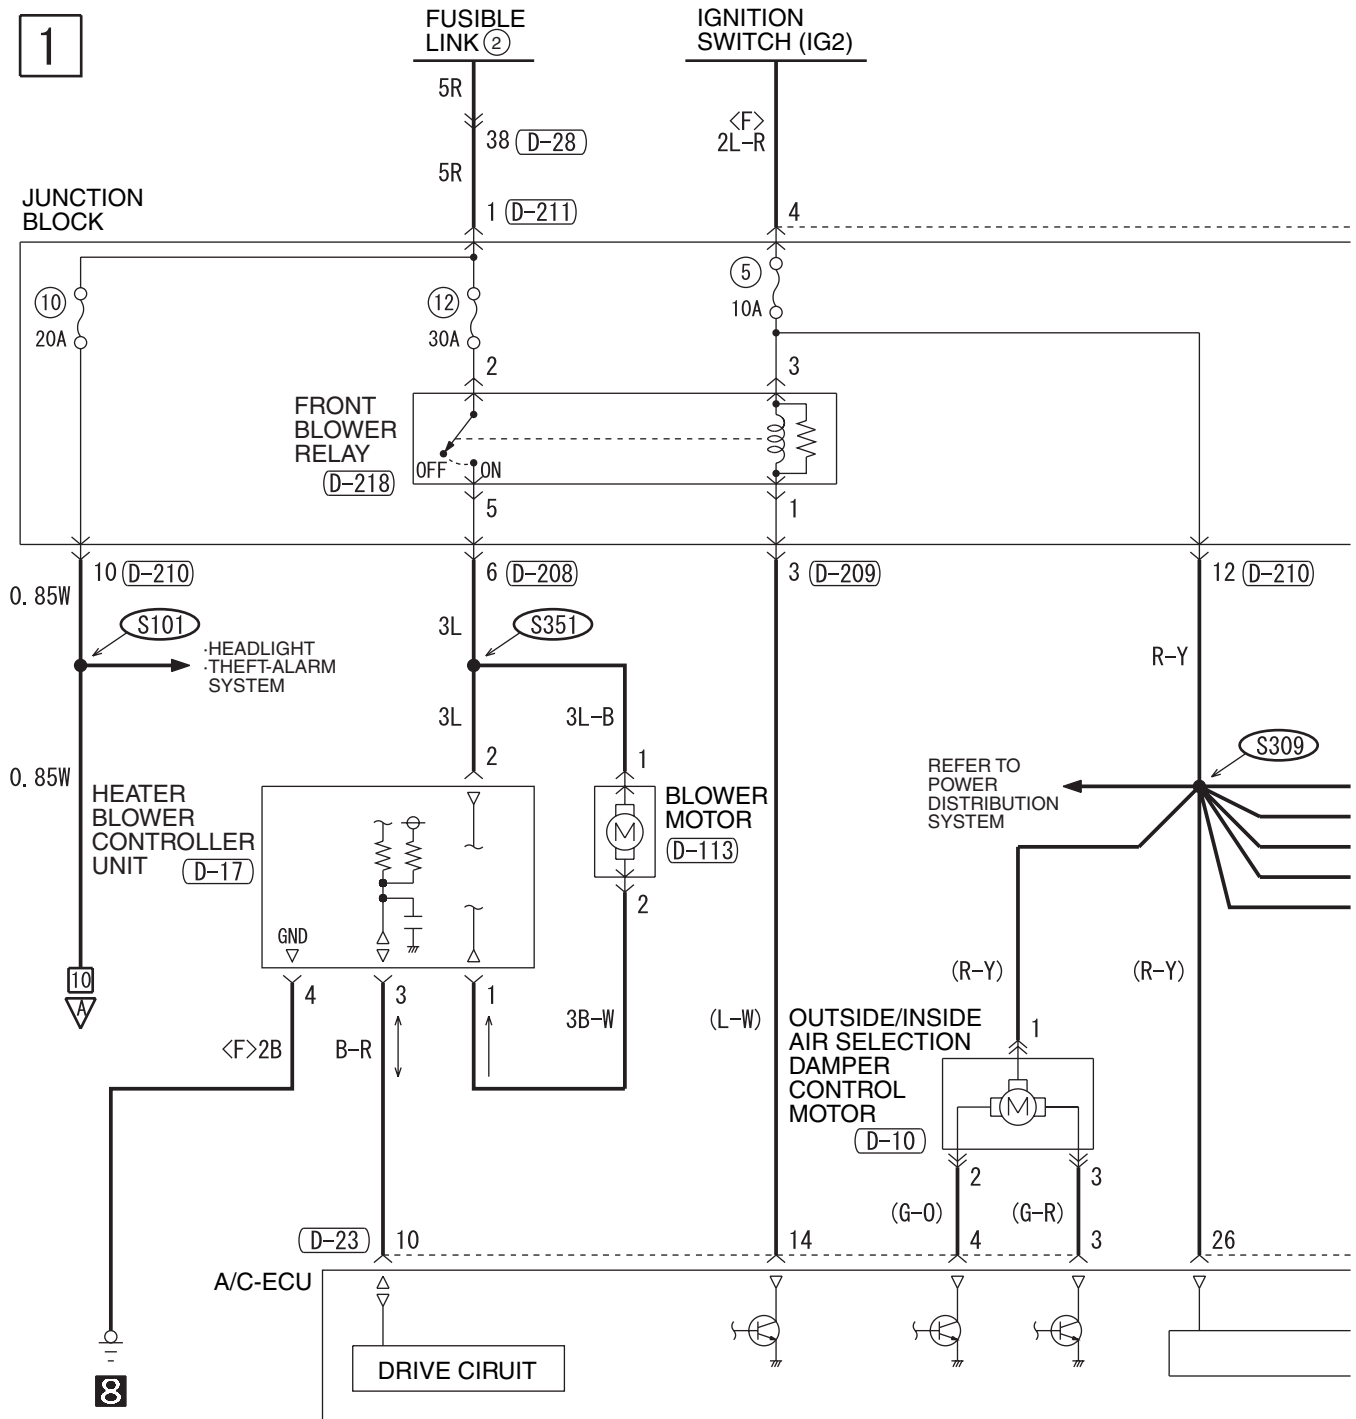 1
FUSIBLE
LINK ②
IGNITION
SWITCH (IG2)
5R
<F>
2L-R
38 D-28
5R
JUNCTION
BLOCK
1 D-211
4
10
20A
12
30A
5
10A
2
3
FRONT
BLOWER
RELAY
D-218
OFF
ON
5
1
10 D-210
6 D-208
3 D-209
12 D-210
0.85W
S101
·HEADLIGHT
·THEFT-ALARM
SYSTEM
3L
S351
R-Y
3L
3L-B
0.85W
2
1
S309
REFER TO
POWER
DISTRIBUTION
SYSTEM
HEATER
BLOWER
CONTROLLER
UNIT
D-17
BLOWER
MOTOR
D-113
M
2
GND
10
A
4
3
1
<F>2B
B-R
3B-W
(L-W)
(R-Y)
(R-Y)
OUTSIDE/INSIDE
AIR SELECTION
DAMPER
CONTROL
MOTOR
D-10
1
M
2
3
(G-O)
(G-R)
D-23 10
14
4
3
26
A/C-ECU
DRIVE CIRUIT
8